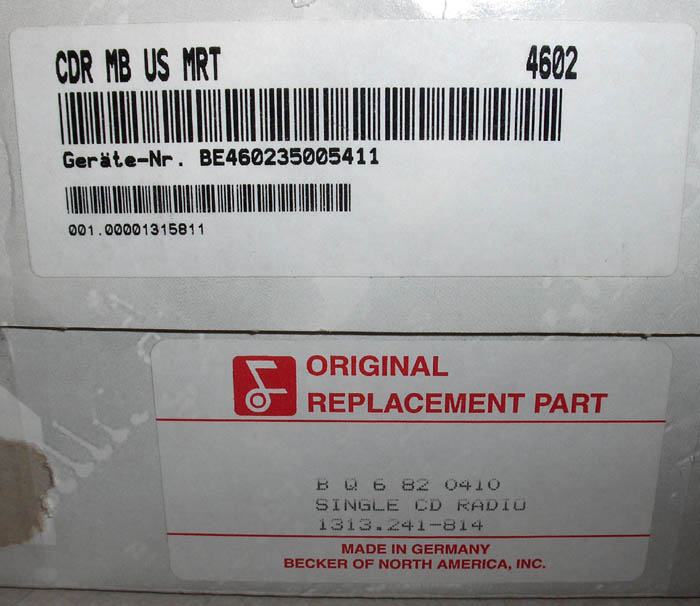 CDR MB US MRT 4602
Geräte-Nr. BE460235005411
001.00001315811
ORIGINAL
REPLACEMENT PART
B Q 6 82 0410
SINGLE CD RADIO
1313.241-814
MADE IN GERMANY
BECKER OF NORTH AMERICA, INC.